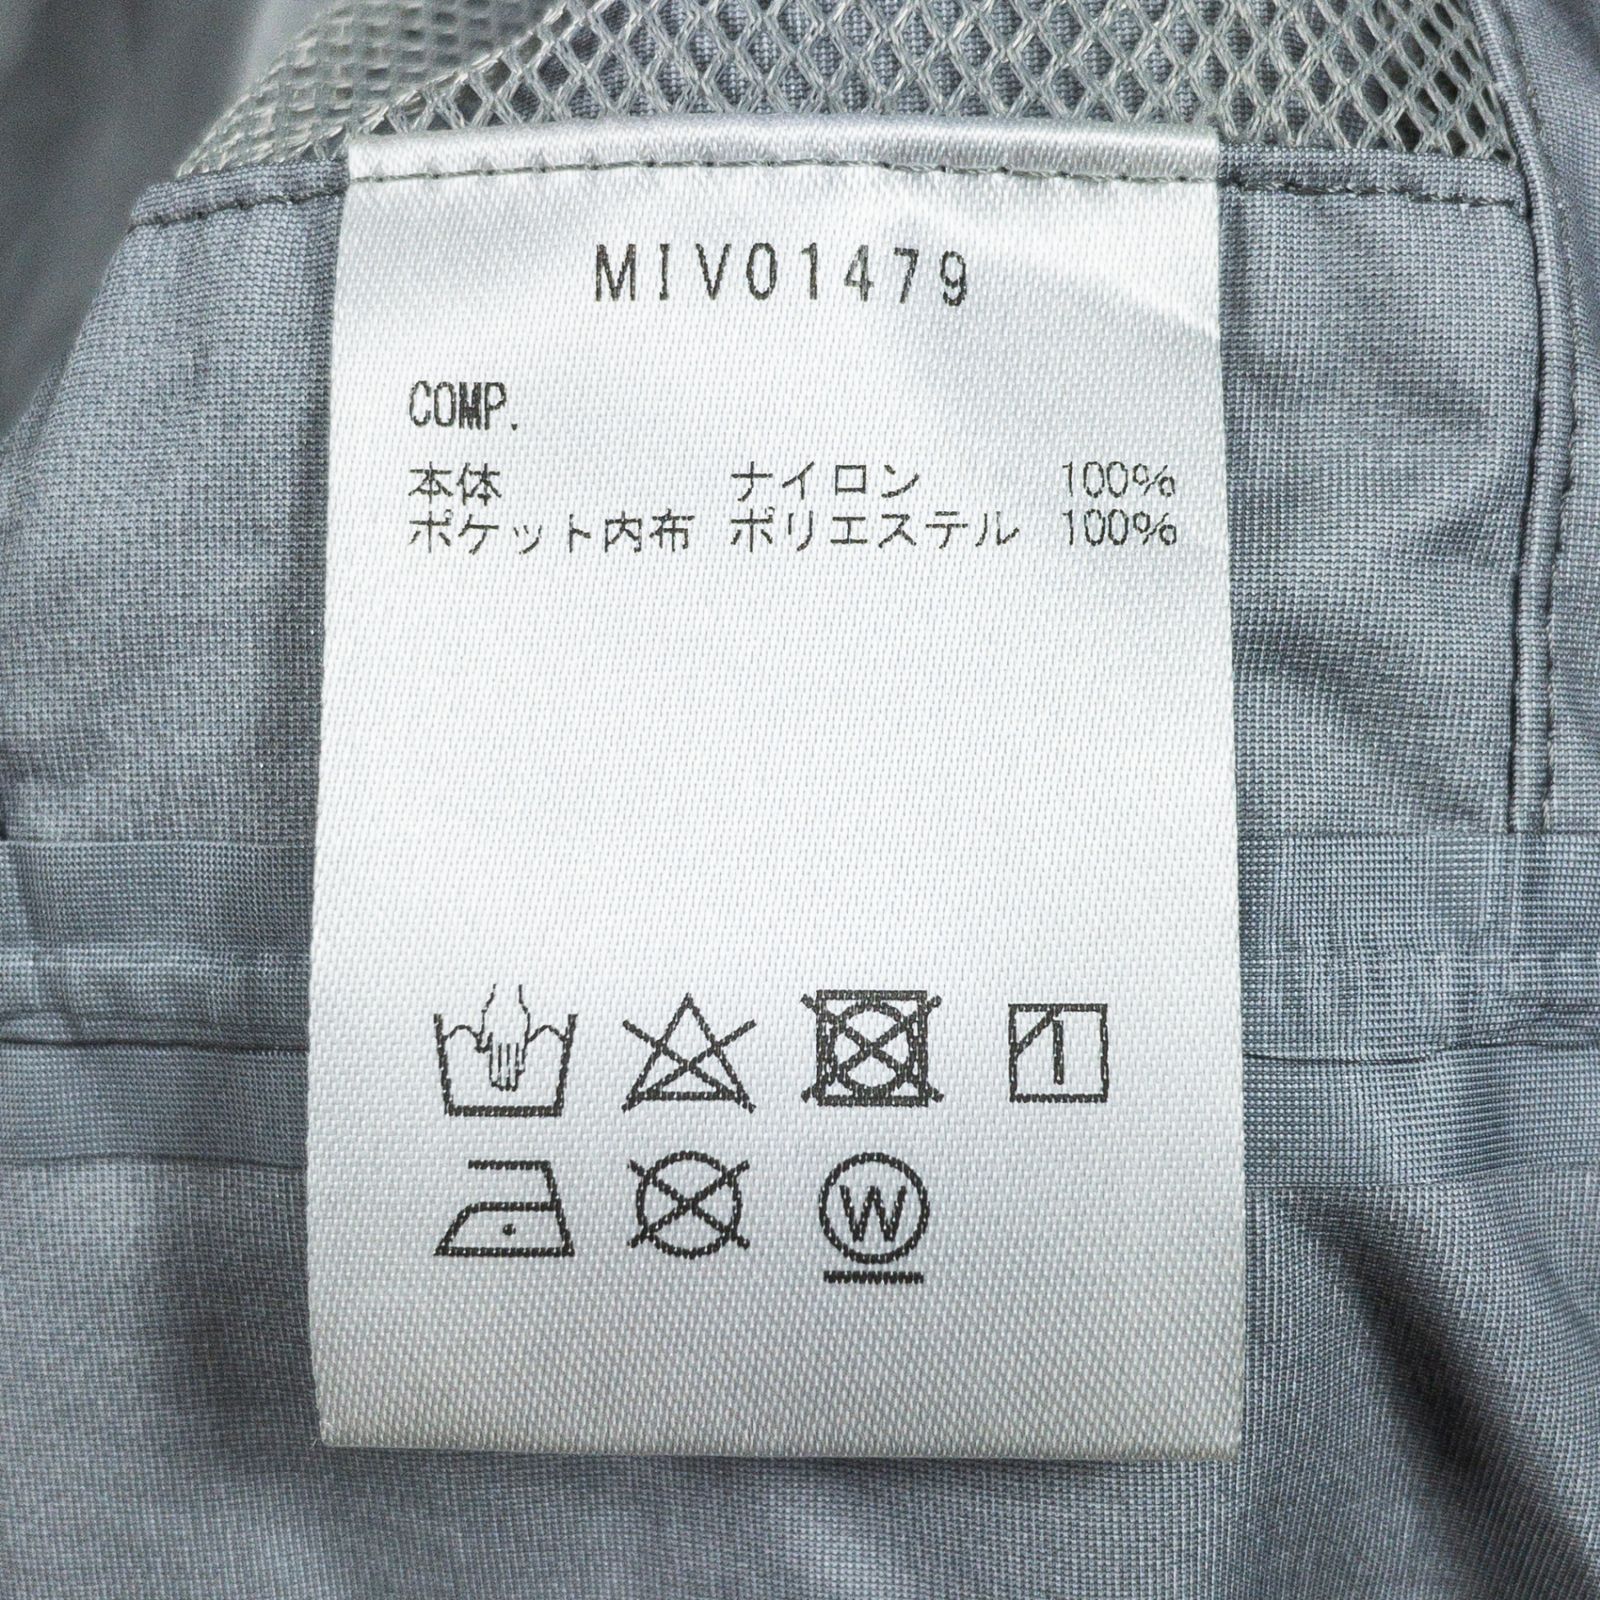 MIV01479
COMP.
本体 ナイロン 100%
ポケット内布 ポリエステル 100%
W